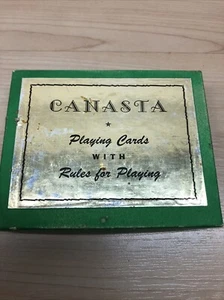 CANASTA
Playing Cards
WITH
Rules for Playing